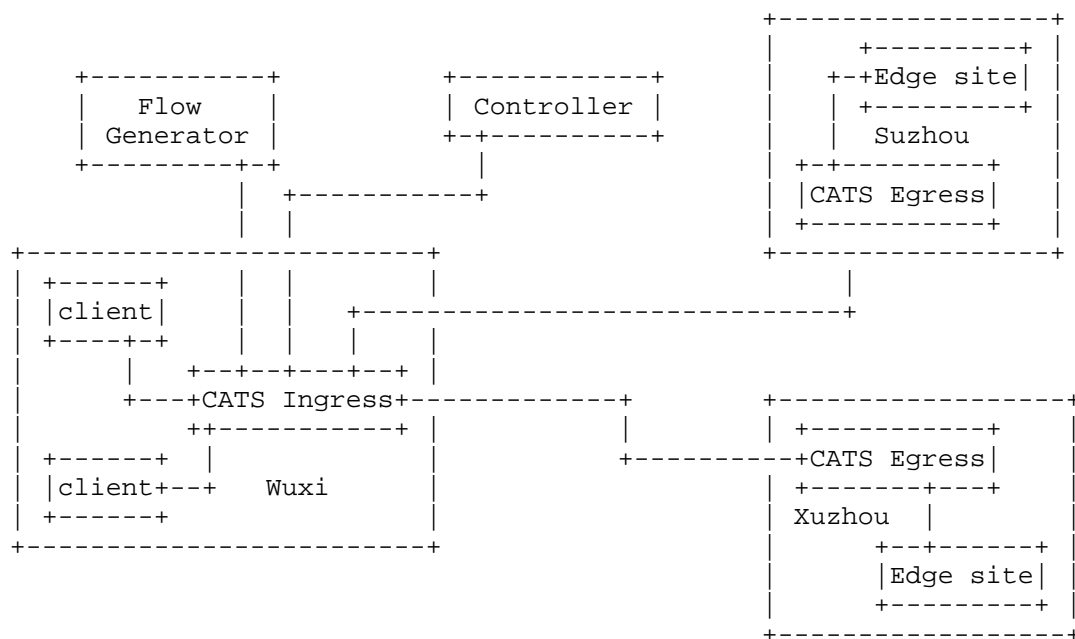 Edge site
Flow
Generator
Controller
Suzhou
CATS Egress
client
CATS Ingress
CATS Egress
client
Wuxi
Xuzhou
Edge site